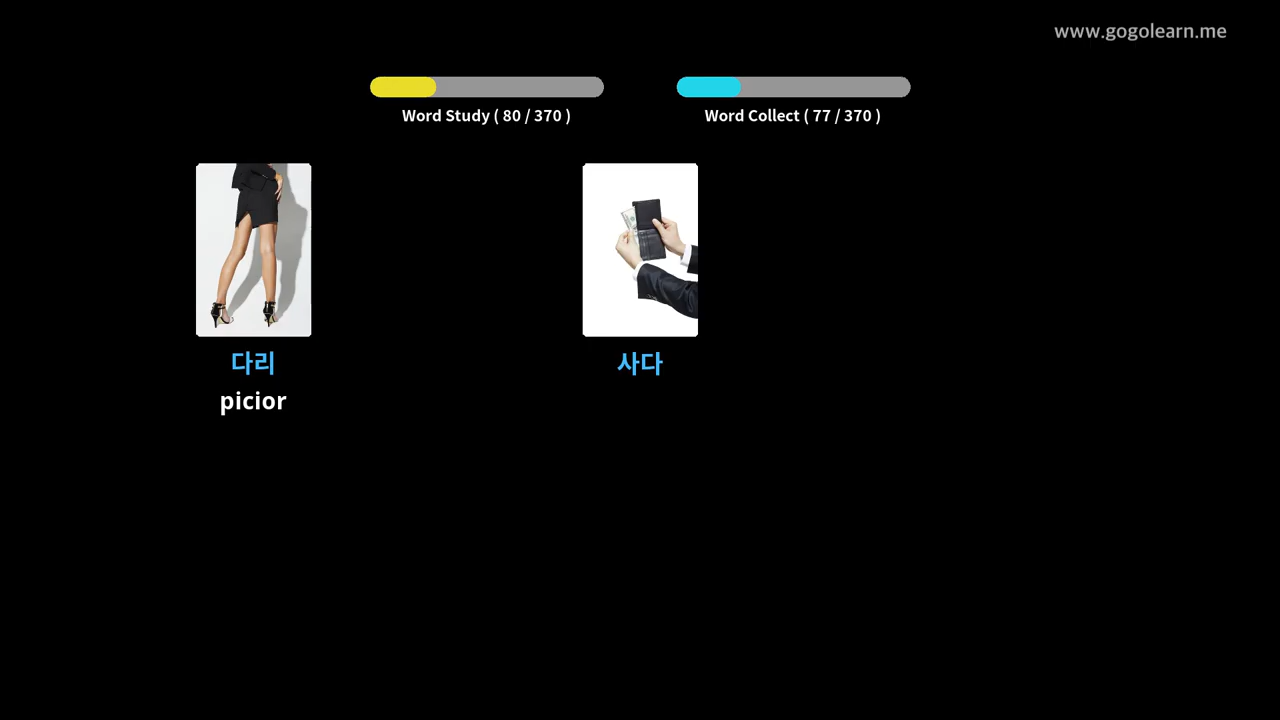 www.gogolearn.me
Word Study ( 80 / 370 )
Word Collect ( 77 / 370 )
다리
picior
사다